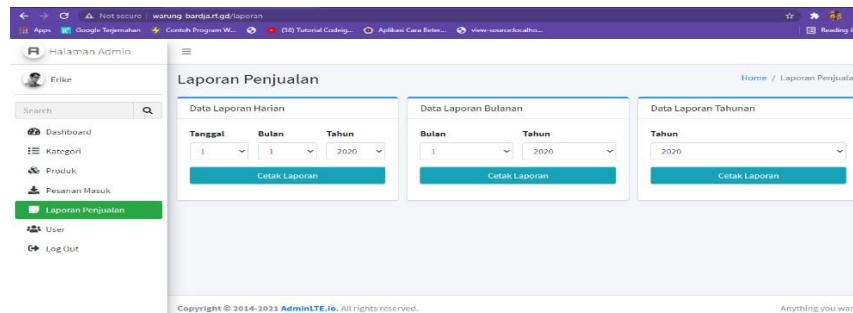 Not secure | warung-bardja.rf.gd/laporan
Apps Google Terjemahan Contoh Program W... (38) Tutorial Codeig... Aplikasi Cara Beter... view-source:localho... Reading l
Halaman Admin
Erike
Laporan Penjualan
Home / Laporan Penjuala
Search
Dashboard
Kategori
Produk
Pesanan Masuk
Laporan Penjualan
User
Log Out
Data Laporan Harian
Tanggal Bulan Tahun
1 1 2020
Cetak Laporan
Data Laporan Bulanan
Bulan Tahun
1 2020
Cetak Laporan
Data Laporan Tahunan
Tahun
2020
Cetak Laporan
Copyright © 2014-2021 AdminLTE.io. All rights reserved.
Anything you wan